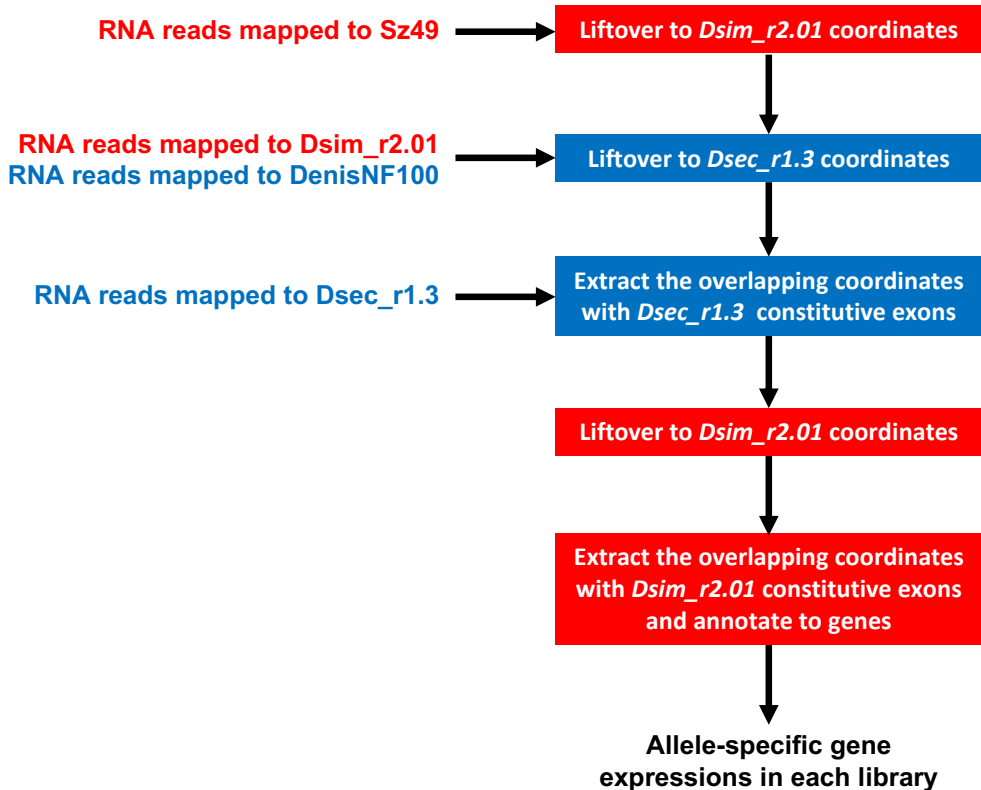 RNA reads mapped to Sz49
Liftover to Dsim_r2.01 coordinates
RNA reads mapped to Dsim_r2.01
RNA reads mapped to DenisNF100
Liftover to Dsec_r1.3 coordinates
RNA reads mapped to Dsec_r1.3
Extract the overlapping coordinates
with Dsec_r1.3 constitutive exons
Liftover to Dsim_r2.01 coordinates
Extract the overlapping coordinates
with Dsim_r2.01 constitutive exons
and annotate to genes
Allele-specific gene
expressions in each library